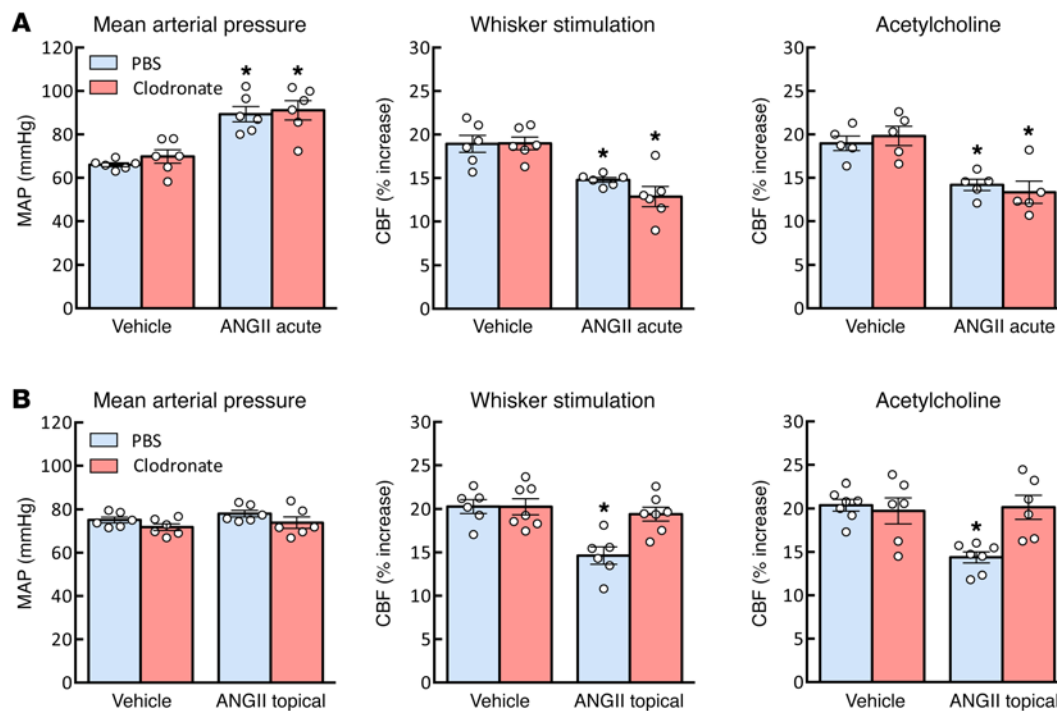 A
Mean arterial pressure
MAP (mmHg)
120
100
80
60
40
20
0
PBS
Clodronate
*
*
Vehicle
ANGII acute
Whisker stimulation
CBF (% increase)
30
25
20
15
10
5
0
*
*
Vehicle
ANGII acute
Acetylcholine
CBF (% increase)
30
25
20
15
10
5
0
*
*
Vehicle
ANGII acute
B
Mean arterial pressure
MAP (mmHg)
120
100
80
60
40
20
0
PBS
Clodronate
Vehicle
ANGII topical
Whisker stimulation
CBF (% increase)
30
25
20
15
10
5
0
*
Vehicle
ANGII topical
Acetylcholine
CBF (% increase)
30
25
20
15
10
5
0
*
Vehicle
ANGII topical